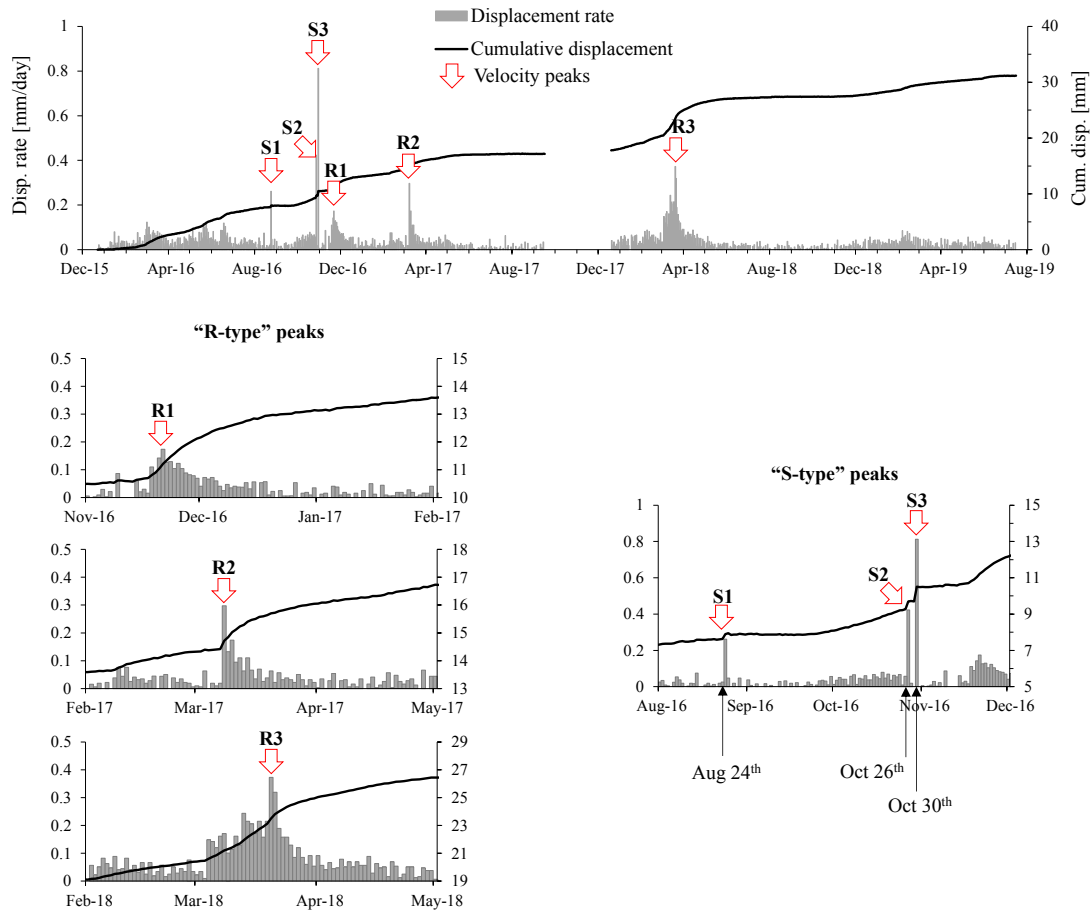 Displacement rate
Cumulative displacement
Velocity peaks
Disp. rate [mm/day]
Cum. disp. [mm]
1
0.8
0.6
0.4
0.2
0
40
30
20
10
0
S1
S2
S3
R1
R2
R3
Dec-15
Apr-16
Aug-16
Dec-16
Apr-17
Aug-17
Dec-17
Apr-18
Aug-18
Dec-18
Apr-19
Aug-19
“R-type” peaks
0.5
0.4
0.3
0.2
0.1
0
R1
15
14
13
12
11
10
Nov-16
Dec-16
Jan-17
Feb-17
0.5
0.4
0.3
0.2
0.1
0
R2
18
17
16
15
14
13
Feb-17
Mar-17
Apr-17
May-17
0.5
0.4
0.3
0.2
0.1
0
R3
29
27
25
23
21
19
Feb-18
Mar-18
Apr-18
May-18
“S-type” peaks
1
0.8
0.6
0.4
0.2
0
S1
S2
S3
15
13
11
9
7
5
Aug-16
Sep-16
Oct-16
Nov-16
Dec-16
Aug 24th
Oct 26th
Oct 30th